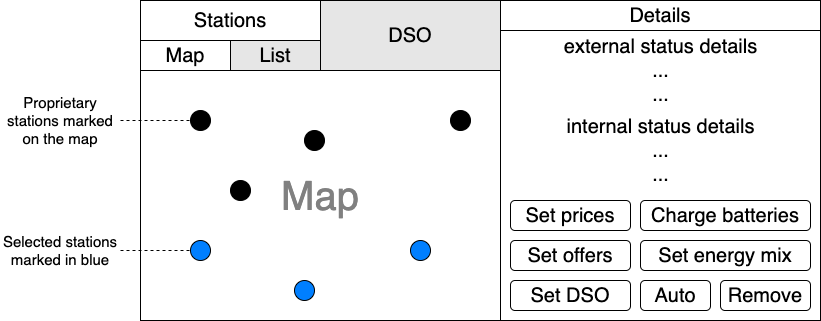 Stations
DSO
Map
List
Proprietary
stations marked
on the map
Map
Selected stations
marked in blue
Details
external status details
...
...
internal status details
...
...
Set prices
Charge batteries
Set offers
Set energy mix
Set DSO
Auto
Remove